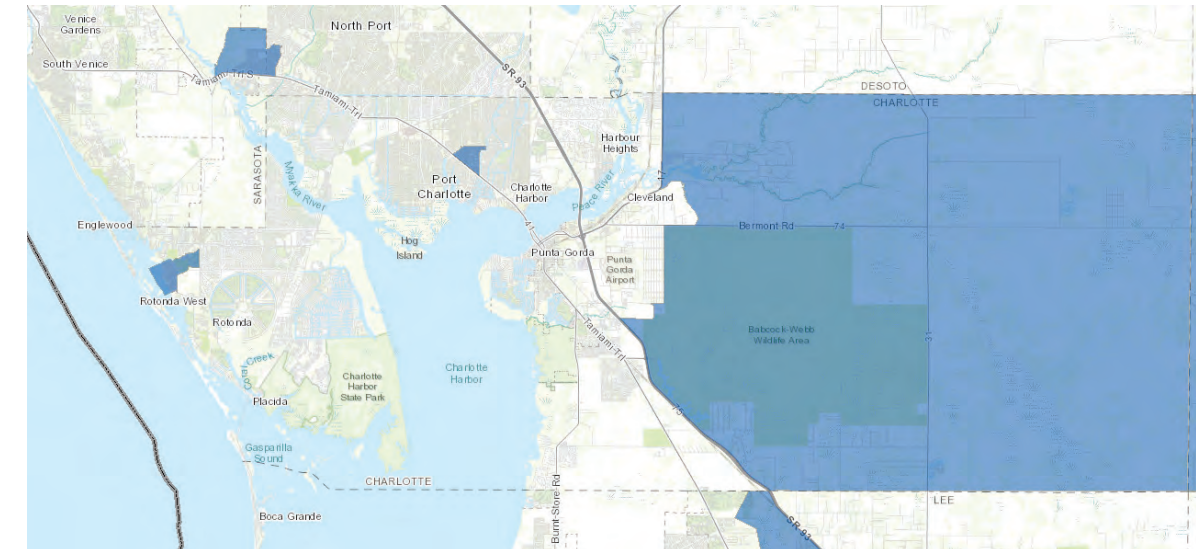 Venice
Gardens
North Port
South Venice
Tamiami-Trl S
SR-93
Tamiami-Trl
DESOTO
CHARLOTTE
Harbour
Heights
SARASOTA
Myakka River
Port
Charlotte
17
Charlotte
Harbor
Peace River
Cleveland
Englewood
41
Bermont Rd
74
Hog
Island
Punta Gorda
Punta
Gorda
Airport
Rotonda West
Rotonda
Tamiami-Trl
Babcock-Webb
Wildlife Area
31
Coral Creek
Charlotte
Harbor
Charlotte
Harbor
State Park
Placida
75
Gasparilla
Sound
CHARLOTTE
Burnt-Store-Rd
LEE
Boca Grande
SR-93